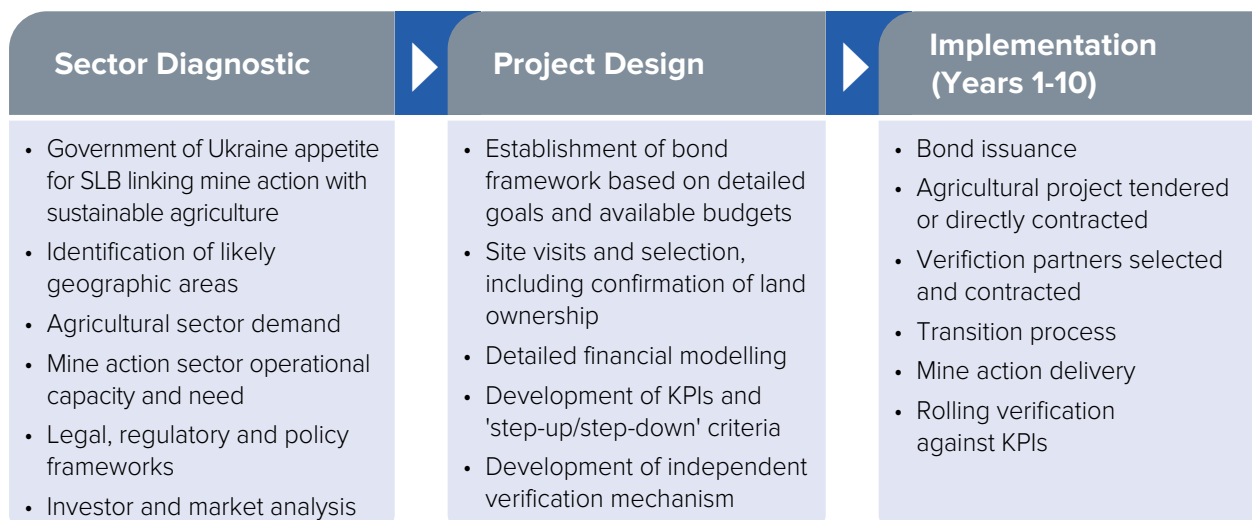 Sector Diagnostic
• Government of Ukraine appetite
for SLB linking mine action with
sustainable agriculture
• Identification of likely
geographic areas
• Agricultural sector demand
• Mine action sector operational
capacity and need
• Legal, regulatory and policy
frameworks
• Investor and market analysis
Project Design
• Establishment of bond
framework based on detailed
goals and available budgets
• Site visits and selection,
including confirmation of land
ownership
• Detailed financial modelling
• Development of KPIs and
'step-up/step-down' criteria
• Development of independent
verification mechanism
Implementation
(Years 1-10)
• Bond issuance
• Agricultural project tendered
or directly contracted
• Verifiction partners selected
and contracted
• Transition process
• Mine action delivery
• Rolling verification
against KPIs